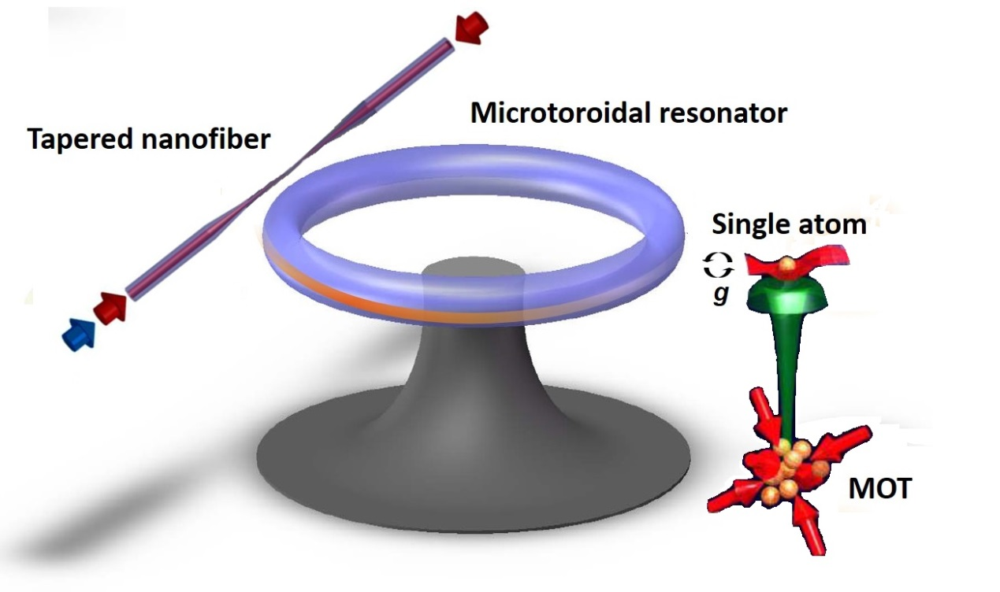 Microtoroidal resonator
Tapered nanofiber
Single atom
g
MOT